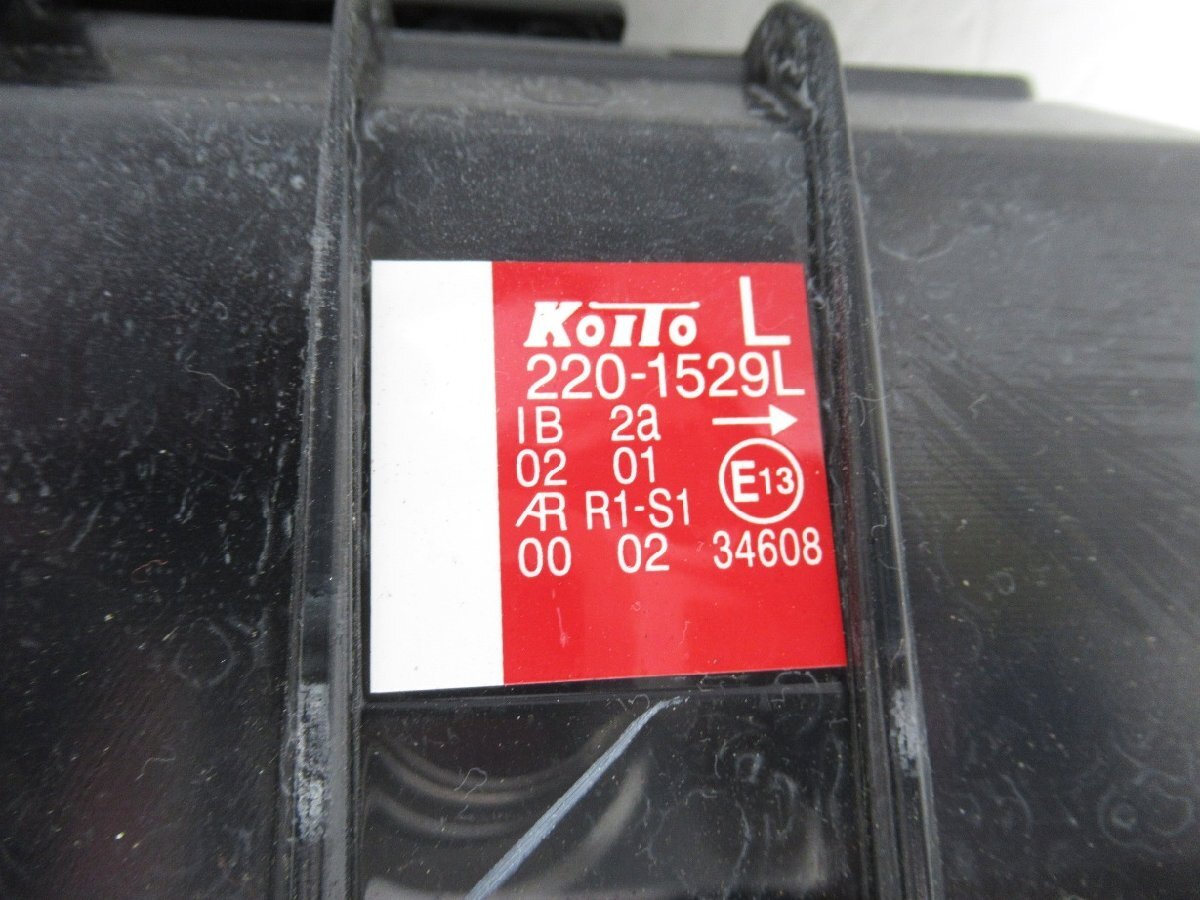 KOITO L
220-1529L
IB 2a →
02 01
AR R1-S1 E13
00 02 34608